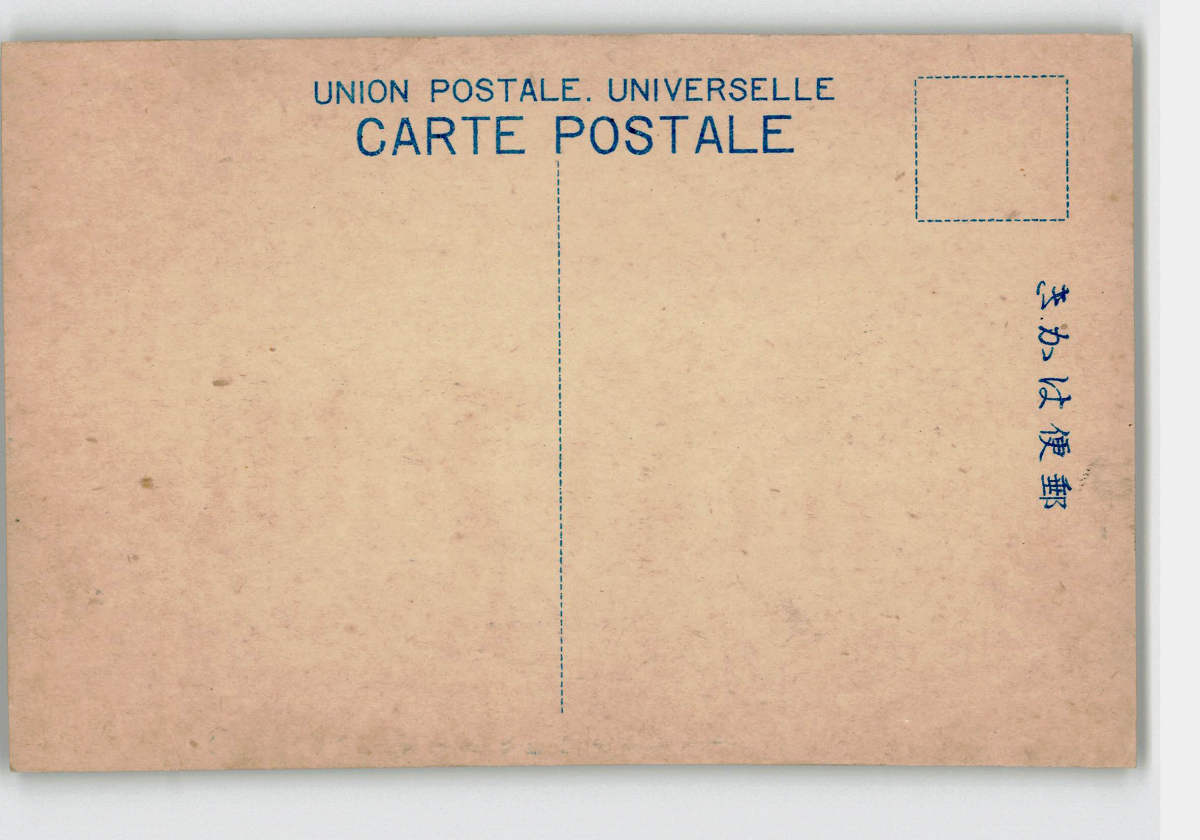 UNION POSTALE. UNIVERSELLE
CARTE POSTALE
郵便はかき